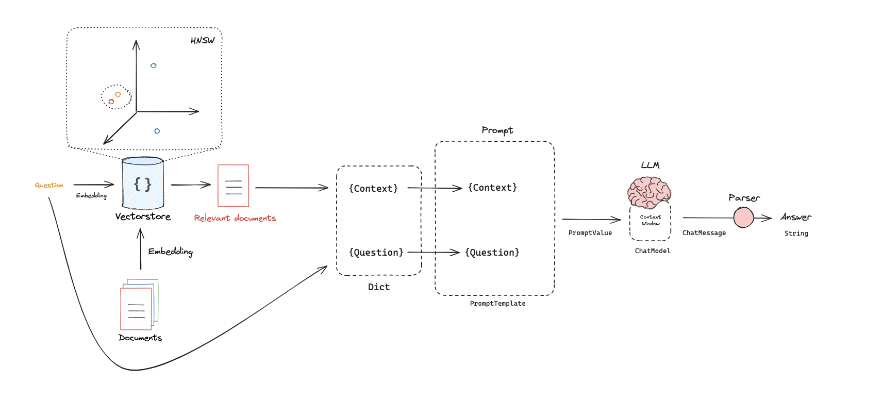 HNSW
Question
Embedding
{}
Vectorstore
Relevant documents
Embedding
Documents
{Context}
{Question}
Dict
Prompt
{Context}
{Question}
PromptTemplate
PromptValue
LLM
Context
Window
ChatModel
ChatMessage
Parser
Answer
String